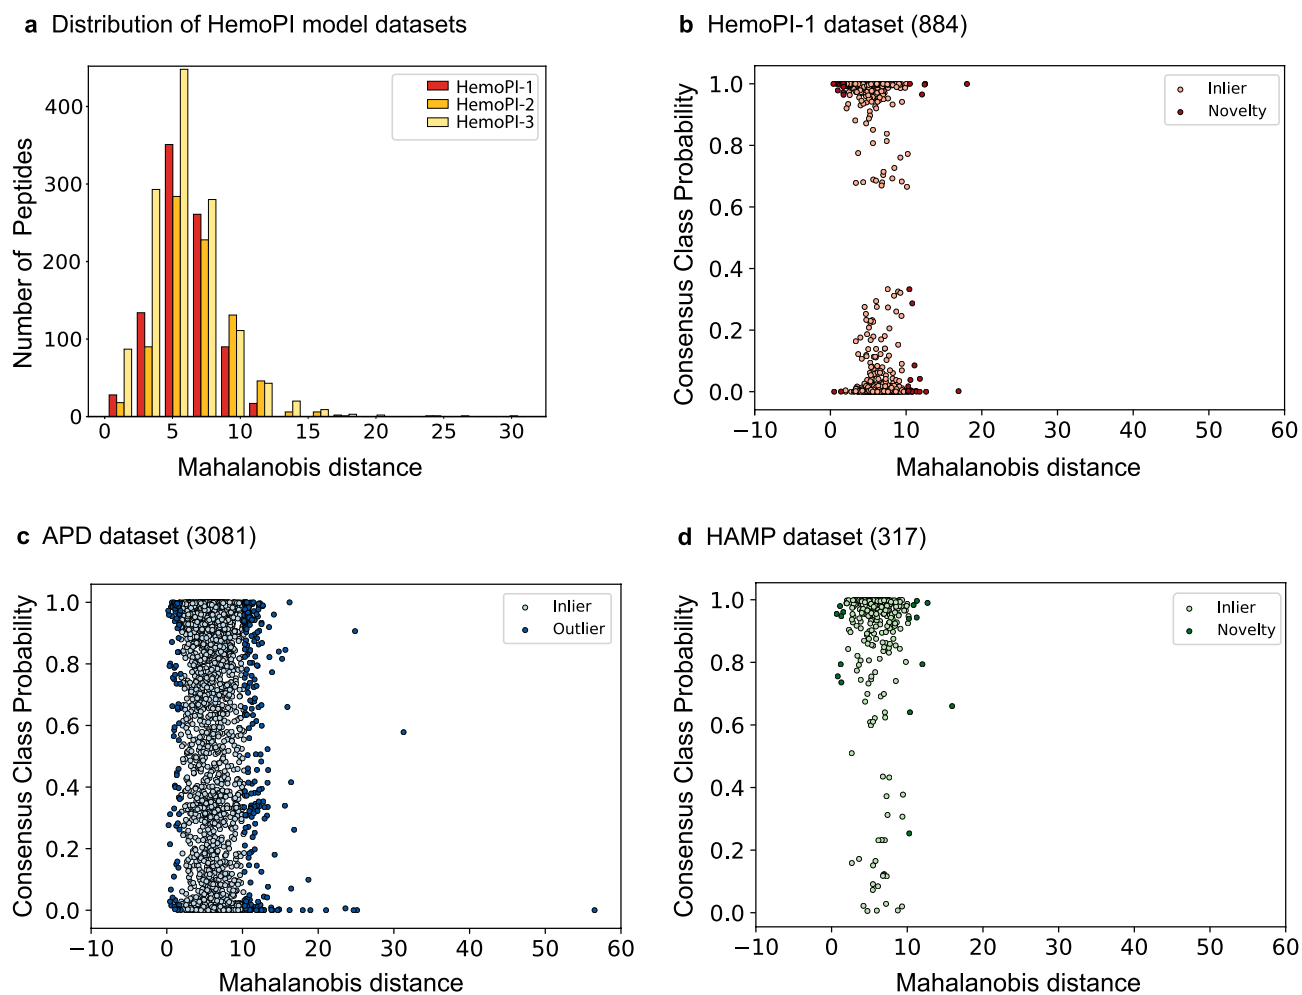 a Distribution of HemoPI model datasets
HemoPI-1
HemoPI-2
HemoPI-3
Number of Peptides
400
300
200
100
0
0 5 10 15 20 25 30
Mahalanobis distance
b HemoPI-1 dataset (884)
Inlier
Novelty
Consensus Class Probability
1.0
0.8
0.6
0.4
0.2
0.0
−10 0 10 20 30 40 50 60
Mahalanobis distance
c APD dataset (3081)
Inlier
Outlier
Consensus Class Probability
1.0
0.8
0.6
0.4
0.2
0.0
−10 0 10 20 30 40 50 60
Mahalanobis distance
d HAMP dataset (317)
Inlier
Novelty
Consensus Class Probability
1.0
0.8
0.6
0.4
0.2
0.0
−10 0 10 20 30 40 50 60
Mahalanobis distance